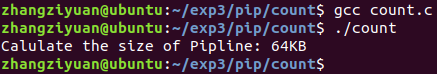 zhangziyuan@ubuntu:~/exp3/pip/count$ gcc count.c
zhangziyuan@ubuntu:~/exp3/pip/count$ ./count
Calulate the size of Pipline: 64KB
zhangziyuan@ubuntu:~/exp3/pip/count$